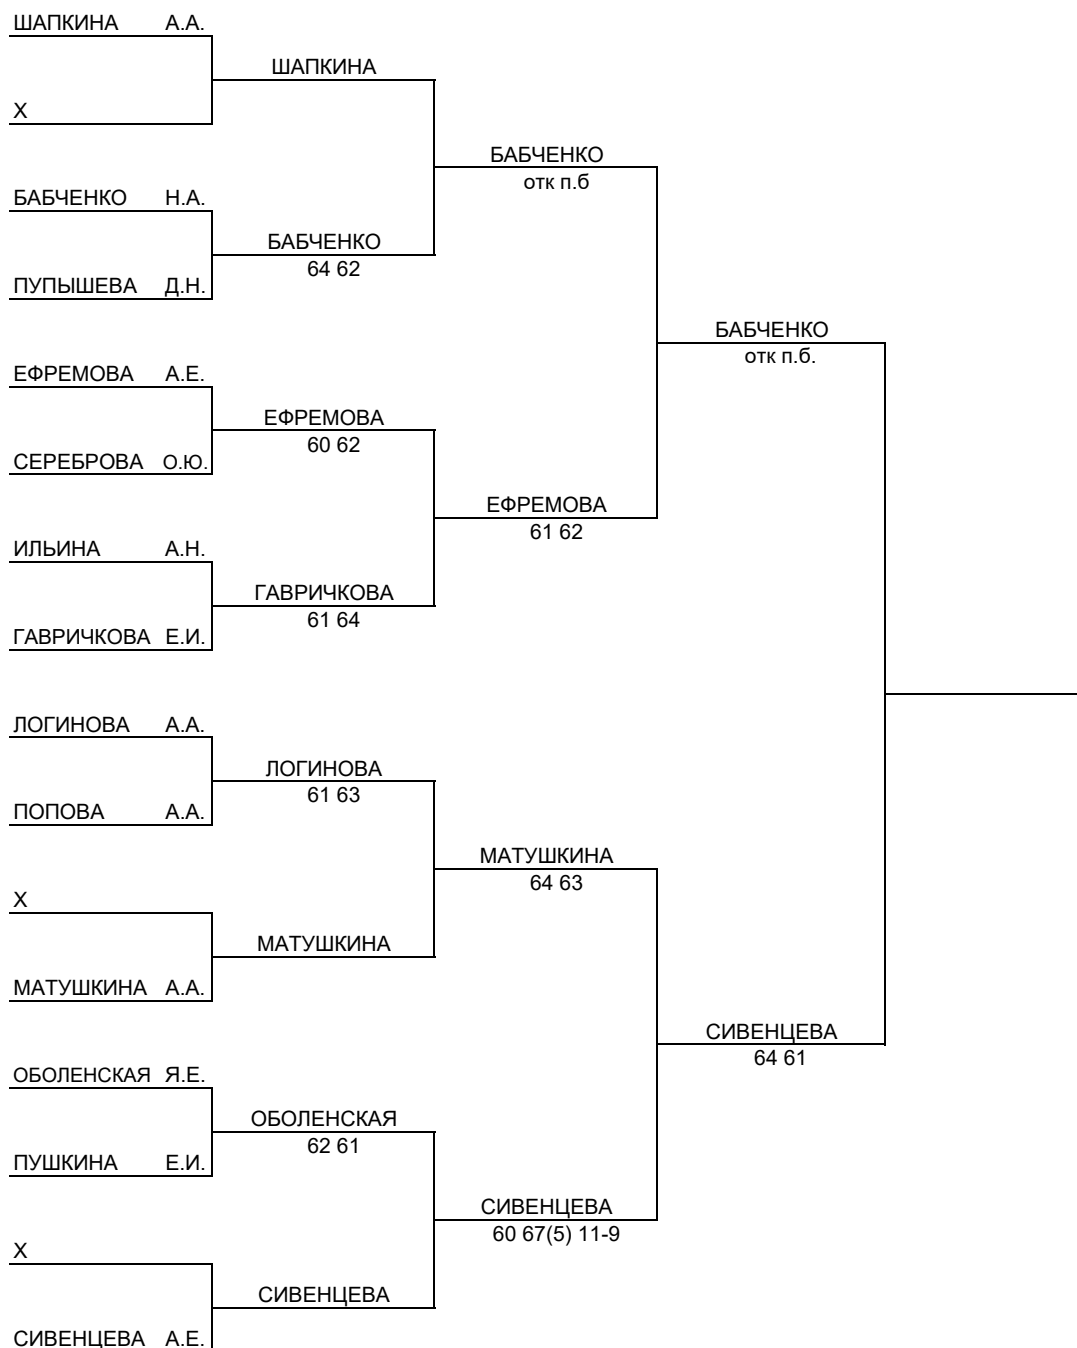 ШАПКИНА А.А.
ШАПКИНА
Х
БАБЧЕНКО
отк п.б
БАБЧЕНКО Н.А.
БАБЧЕНКО
64 62
ПУПЫШЕВА Д.Н.
БАБЧЕНКО
отк п.б.
ЕФРЕМОВА А.Е.
ЕФРЕМОВА
60 62
СЕРЕБРОВА О.Ю.
ЕФРЕМОВА
61 62
ИЛЬИНА А.Н.
ГАВРИЧКОВА
61 64
ГАВРИЧКОВА Е.И.
ЛОГИНОВА А.А.
ЛОГИНОВА
61 63
ПОПОВА А.А.
МАТУШКИНА
64 63
Х
МАТУШКИНА
МАТУШКИНА А.А.
СИВЕНЦЕВА
64 61
ОБОЛЕНСКАЯ Я.Е.
ОБОЛЕНСКАЯ
62 61
ПУШКИНА Е.И.
СИВЕНЦЕВА
60 67(5) 11-9
Х
СИВЕНЦЕВА
СИВЕНЦЕВА А.Е.